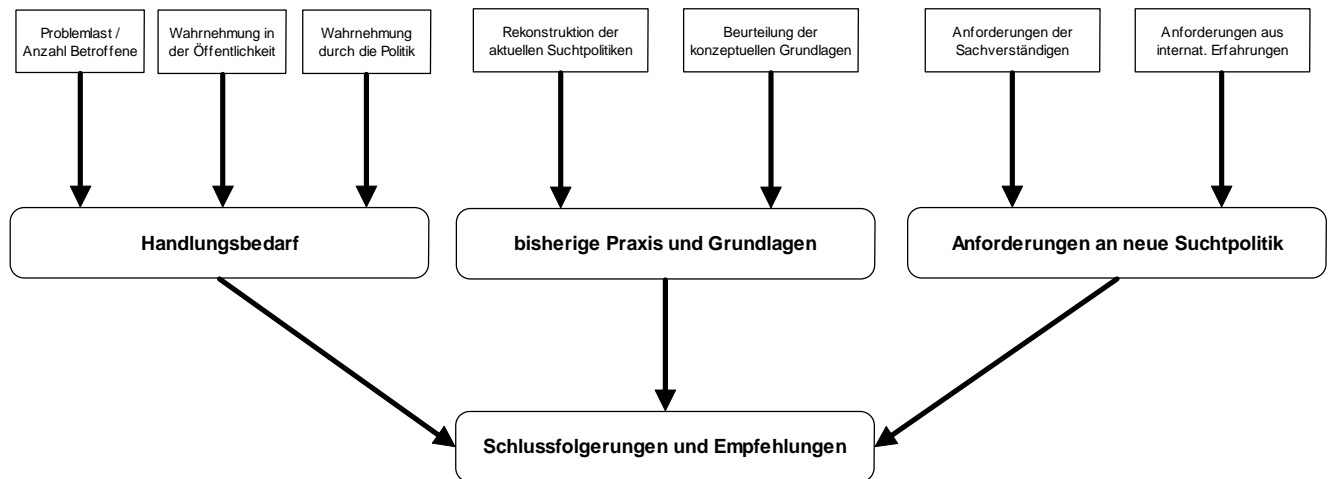 Problemlast /
Anzahl Betroffene
Wahrnehmung in
der Öffentlichkeit
Wahrnehmung
durch die Politik
Rekonstruktion der
aktuellen Suchtpolitiken
Beurteilung der
konzeptuellen Grundlagen
Anforderungen der
Sachverständigen
Anforderungen aus
internat. Erfahrungen
Handlungsbedarf
bisherige Praxis und Grundlagen
Anforderungen an neue Suchtpolitik
Schlussfolgerungen und Empfehlungen